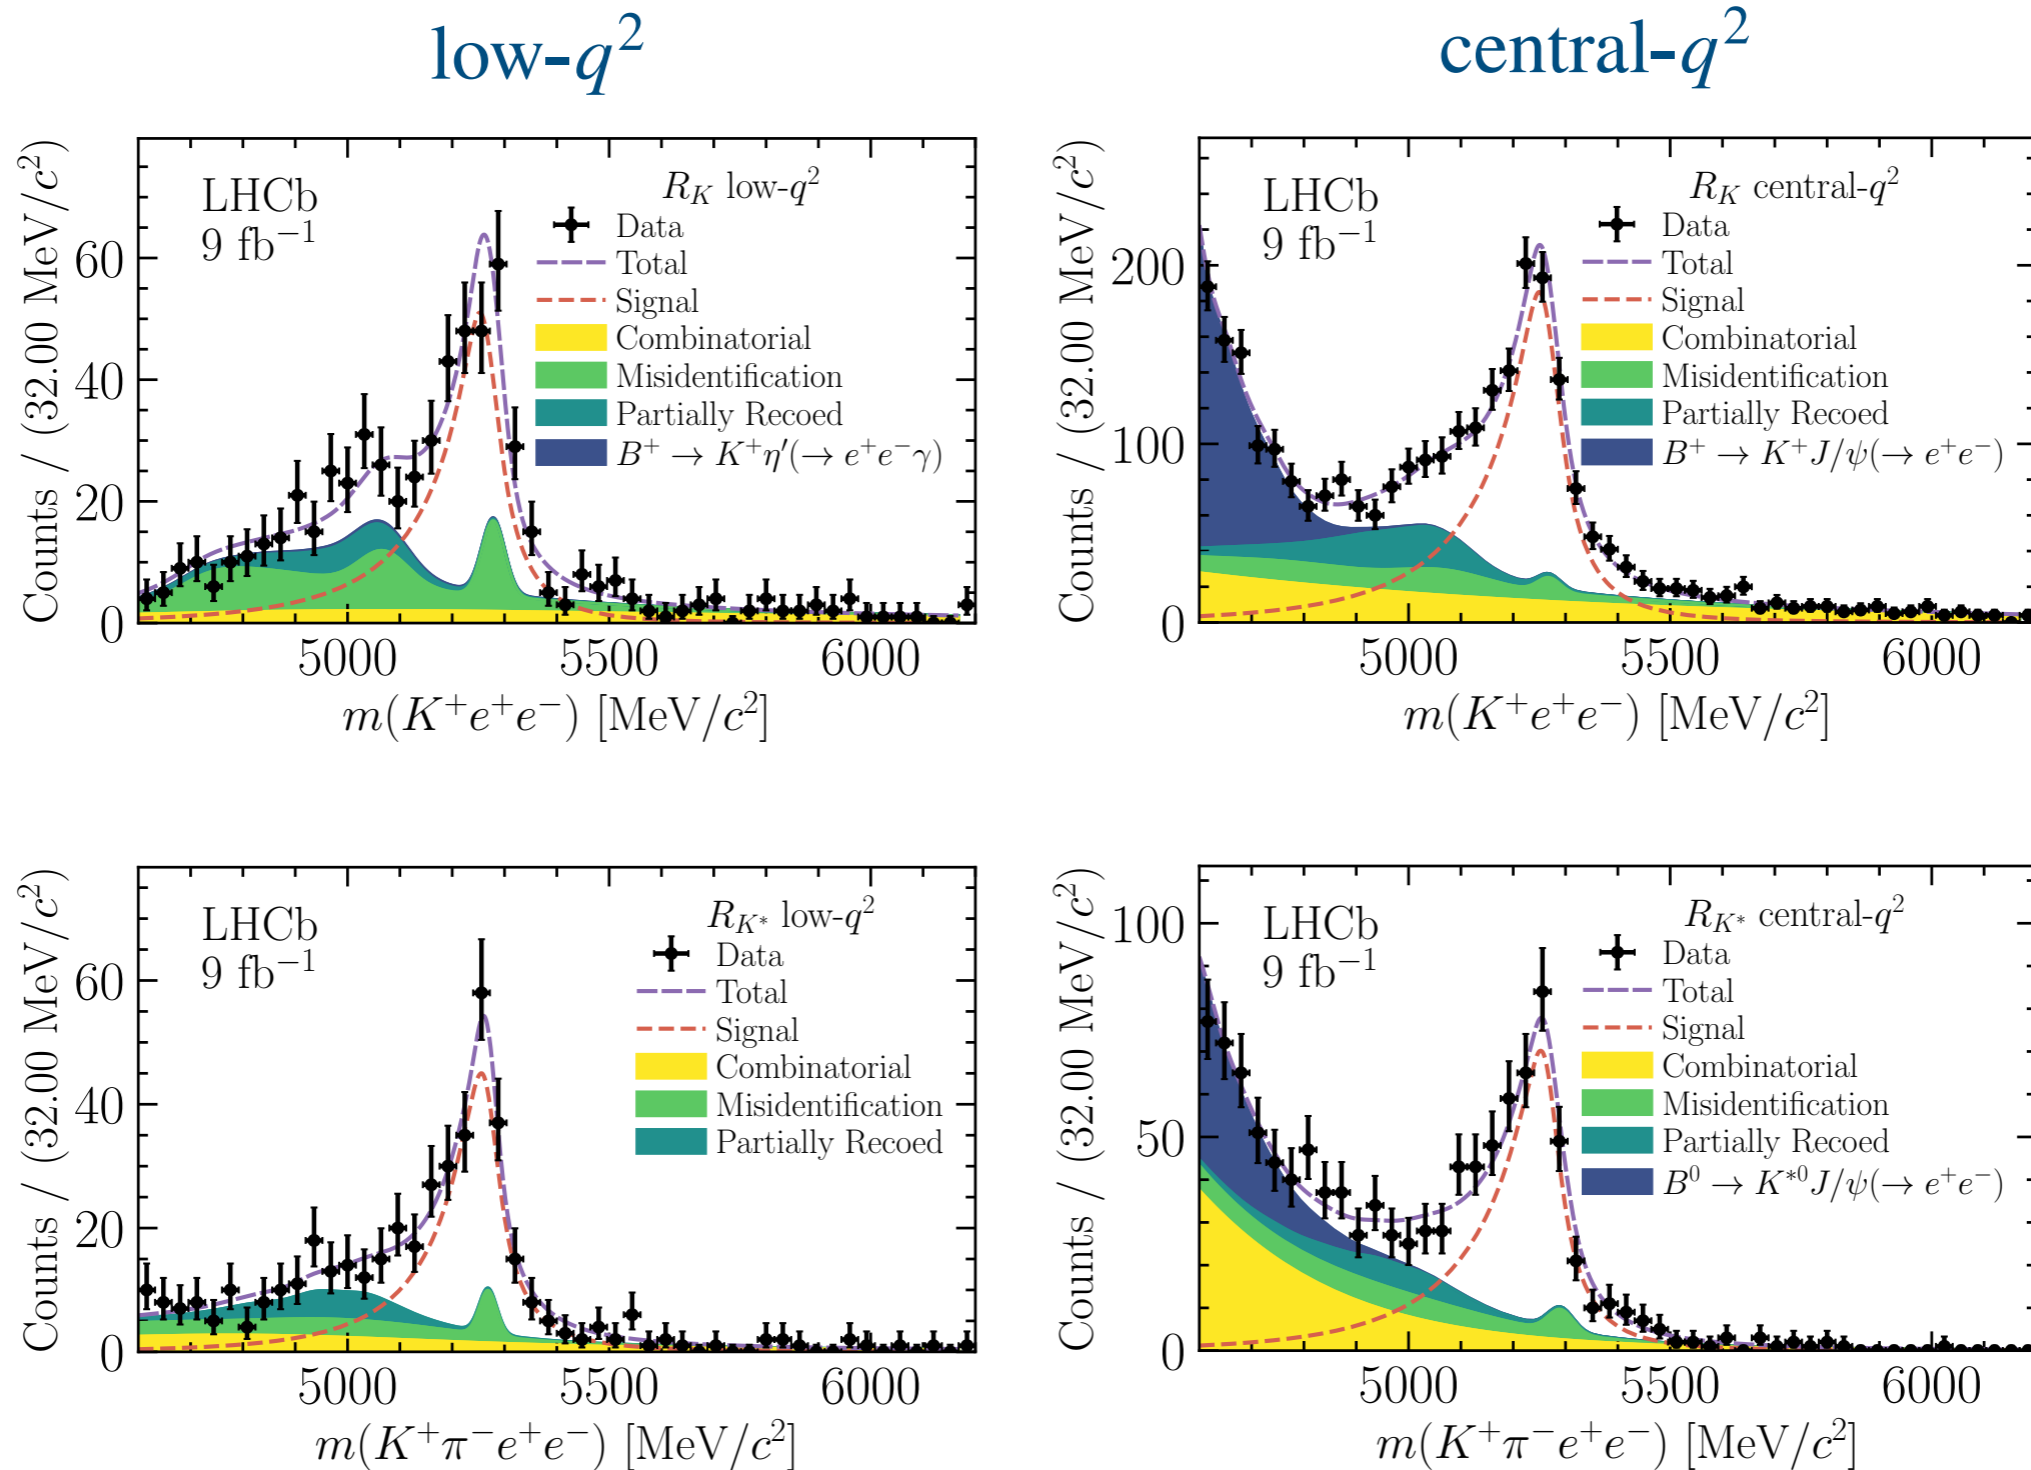 low-q²
central-q²
Counts / (32.00 MeV/c²)
60
40
20
0
LHCb
9 fb⁻¹
R_K low-q²
Data
Total
Signal
Combinatorial
Misidentification
Partially Recoed
B⁺ → K⁺η′(→ e⁺e⁻γ)
5000
5500
6000
m(K⁺e⁺e⁻) [MeV/c²]
Counts / (32.00 MeV/c²)
200
100
0
LHCb
9 fb⁻¹
R_K central-q²
Data
Total
Signal
Combinatorial
Misidentification
Partially Recoed
B⁺ → K⁺J/ψ(→ e⁺e⁻)
5000
5500
6000
m(K⁺e⁺e⁻) [MeV/c²]
Counts / (32.00 MeV/c²)
60
40
20
0
LHCb
9 fb⁻¹
R_K* low-q²
Data
Total
Signal
Combinatorial
Misidentification
Partially Recoed
5000
5500
6000
m(K⁺π⁻e⁺e⁻) [MeV/c²]
Counts / (32.00 MeV/c²)
100
50
0
LHCb
9 fb⁻¹
R_K* central-q²
Data
Total
Signal
Combinatorial
Misidentification
Partially Recoed
B⁰ → K*⁰J/ψ(→ e⁺e⁻)
5000
5500
6000
m(K⁺π⁻e⁺e⁻) [MeV/c²]